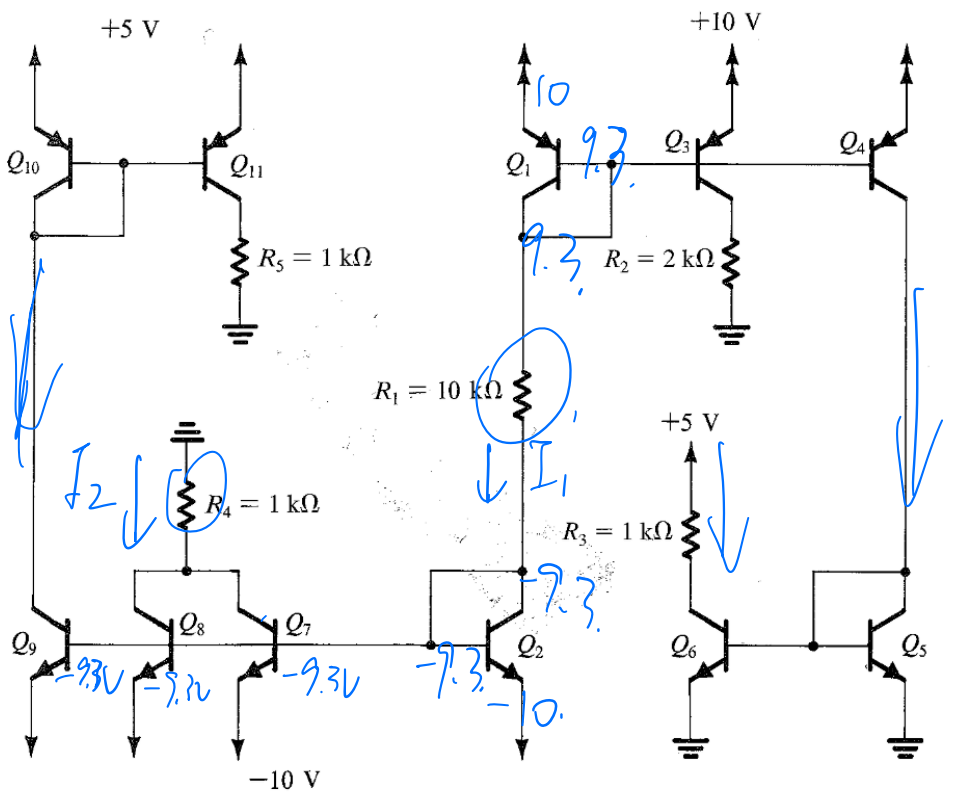 +5 V
+10 V
10
Q10
Q11
Q1
9.3.
Q3
Q4
R5 = 1 kΩ
9.3.
R2 = 2 kΩ
R1 = 10 kΩ
+5 V
I2
R4 = 1 kΩ
I1
R3 = 1 kΩ
-9.3.
Q9
Q8
Q7
Q2
Q6
Q5
-9.3V
-9.3V
-9.3V
-9.3.
-10.
−10 V